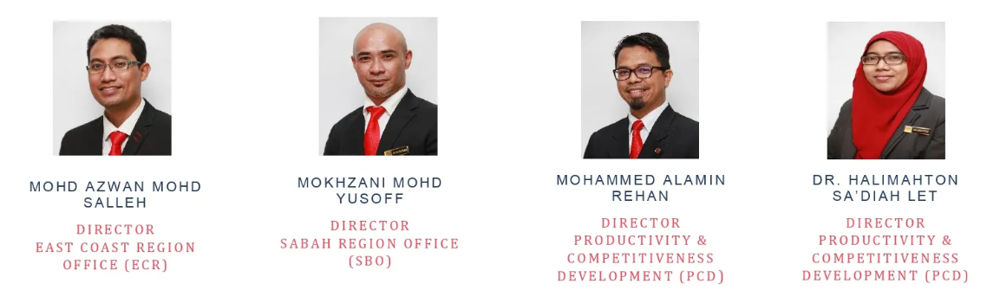 MOHD AZWAN MOHD
SALLEH
DIRECTOR
EAST COAST REGION
OFFICE (ECR)
MOKHZANI MOHD
YUSOFF
DIRECTOR
SABAH REGION OFFICE
(SBO)
MOHAMMED ALAMIN
REHAN
DIRECTOR
PRODUCTIVITY &
COMPETITIVENESS
DEVELOPMENT (PCD)
DR. HALIMAHTON
SA’DIAH LET
DIRECTOR
PRODUCTIVITY &
COMPETITIVENESS
DEVELOPMENT (PCD)